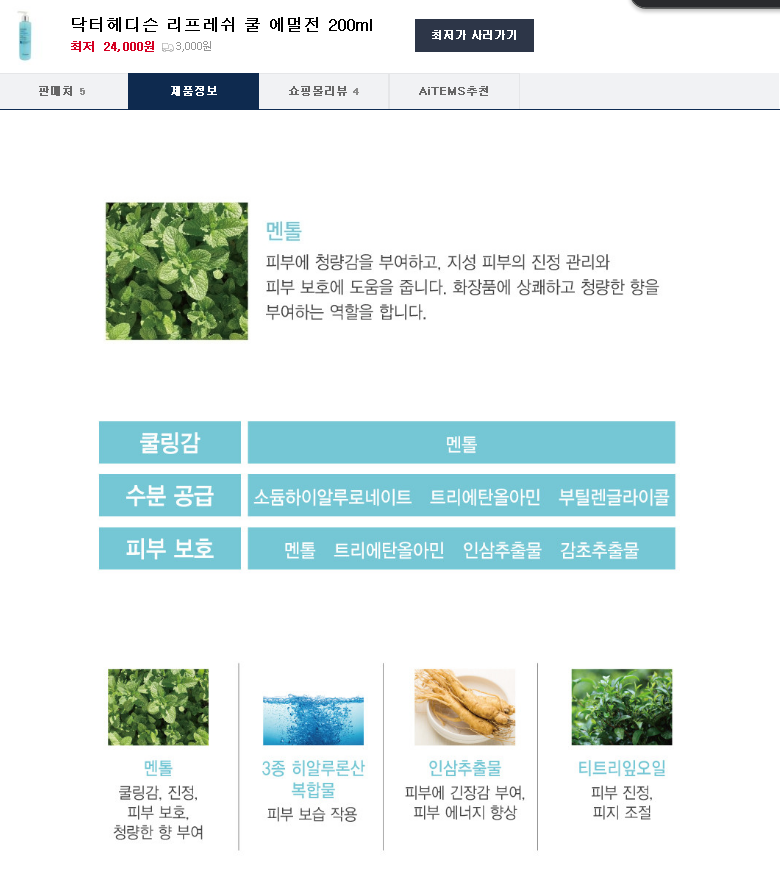 닥터헤디슨 리프레쉬 쿨 에멀전 200ml
최저 24,000원 3,000원
최저가 사러가기
판매처 5
제품정보
쇼핑몰리뷰 4
AiTEMS추천
멘톨
피부에 청량감을 부여하고, 지성 피부의 진정 관리와
피부 보호에 도움을 줍니다. 화장품에 상쾌하고 청량한 향을
부여하는 역할을 합니다.
쿨링감 멘톨
수분 공급 소듐하이알루로네이트 트리에탄올아민 부틸렌글라이콜
피부 보호 멘톨 트리에탄올아민 인삼추출물 감초추출물
멘톨
쿨링감, 진정,
피부 보호,
청량한 향 부여
3종 히알루론산
복합물
피부 보습 작용
인삼추출물
피부에 긴장감 부여,
피부 에너지 향상
티트리잎오일
피부 진정,
피지 조절